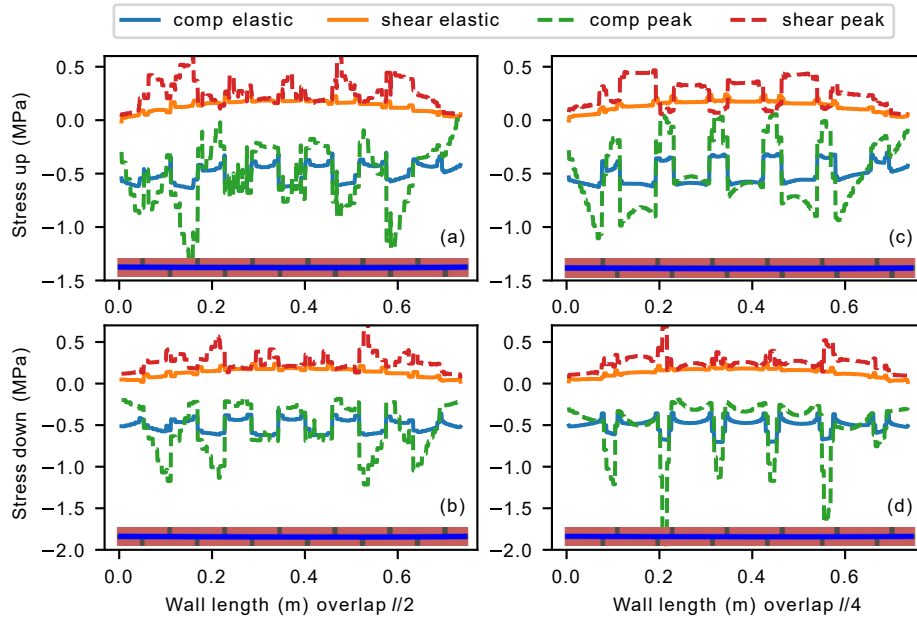 comp elastic shear elastic comp peak shear peak
Stress up (MPa)
0.5
0.0
−0.5
−1.0
−1.5
(a)
0.0 0.2 0.4 0.6
0.5
0.0
−0.5
−1.0
−1.5
(c)
0.0 0.2 0.4 0.6
Stress down (MPa)
0.5
0.0
−0.5
−1.0
−1.5
−2.0
(b)
0.0 0.2 0.4 0.6
Wall length (m) overlap l/2
0.5
0.0
−0.5
−1.0
−1.5
−2.0
(d)
0.0 0.2 0.4 0.6
Wall length (m) overlap l/4